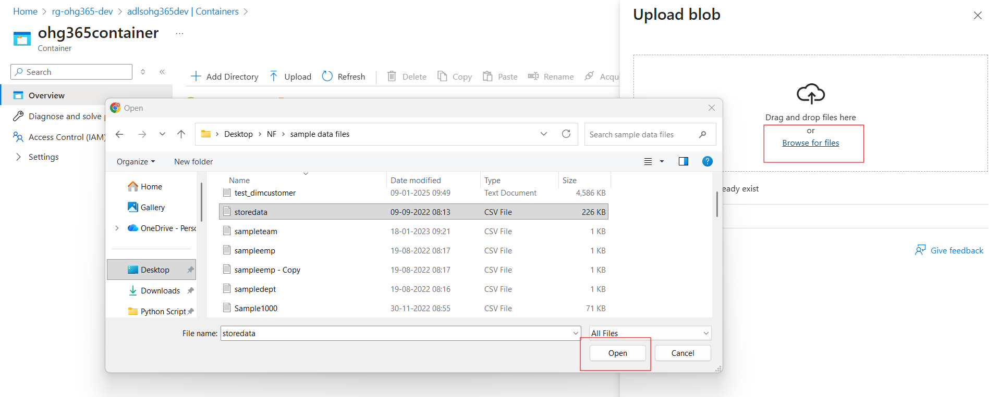 Home > rg-ohg365-dev > adlsohg365dev | Containers >
ohg365container ...
Container
Search
Overview
Diagnose and solve
Access Control (IAM)
Settings
Add Directory Upload Refresh Delete Copy Paste Rename Acqu
Upload blob
Drag and drop files here
or
Browse for files
eady exist
Give feedback
Open
Desktop > NF > sample data files
Search sample data files
Organize New folder
Home
Gallery
OneDrive - Perso
Desktop
Downloads
Python Script
Name Date modified Type Size
test_dimcustomer 09-01-2025 09:49 Text Document 4,586 KB
storedata 09-09-2022 08:13 CSV File 226 KB
sampleteam 18-01-2023 09:21 CSV File 1 KB
sampleemp 19-08-2022 08:17 CSV File 1 KB
sampleemp - Copy 19-08-2022 08:17 CSV File 1 KB
sampledept 19-08-2022 08:16 CSV File 1 KB
Sample1000 30-11-2022 08:55 CSV File 71 KB
File name: storedata All Files
Open Cancel